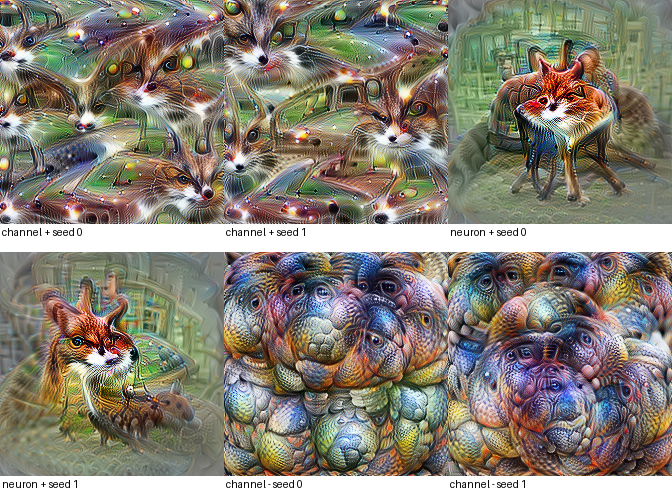 channel + seed 0
channel + seed 1
neuron + seed 0
neuron + seed 1
channel - seed 0
channel - seed 1